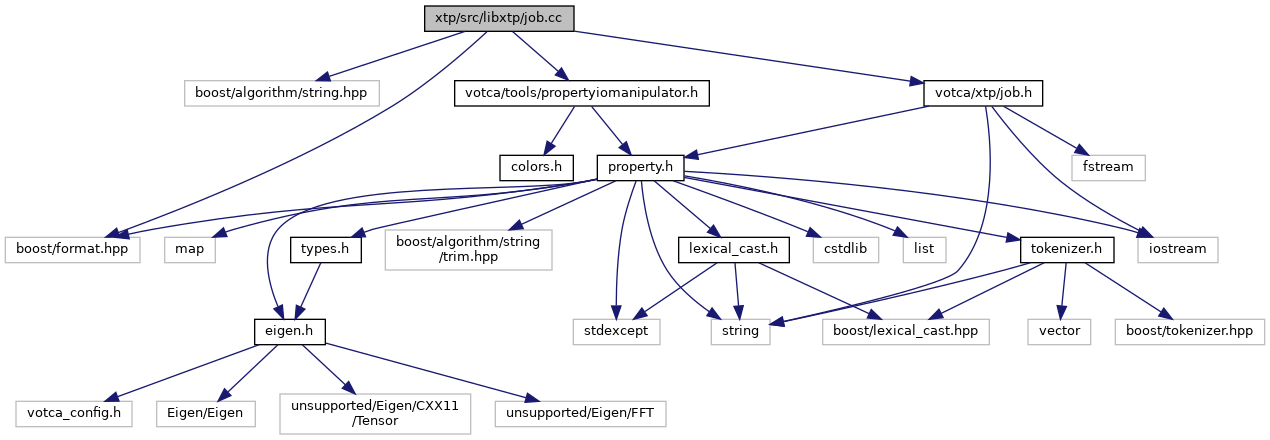 xtp/src/libxtp/job.cc
boost/algorithm/string.hpp
votca/tools/propertyiomanipulator.h
votca/xtp/job.h
colors.h
property.h
fstream
boost/format.hpp
map
types.h
boost/algorithm/string
/trim.hpp
lexical_cast.h
cstdlib
list
tokenizer.h
iostream
eigen.h
stdexcept
string
boost/lexical_cast.hpp
vector
boost/tokenizer.hpp
votca_config.h
Eigen/Eigen
unsupported/Eigen/CXX11
/Tensor
unsupported/Eigen/FFT